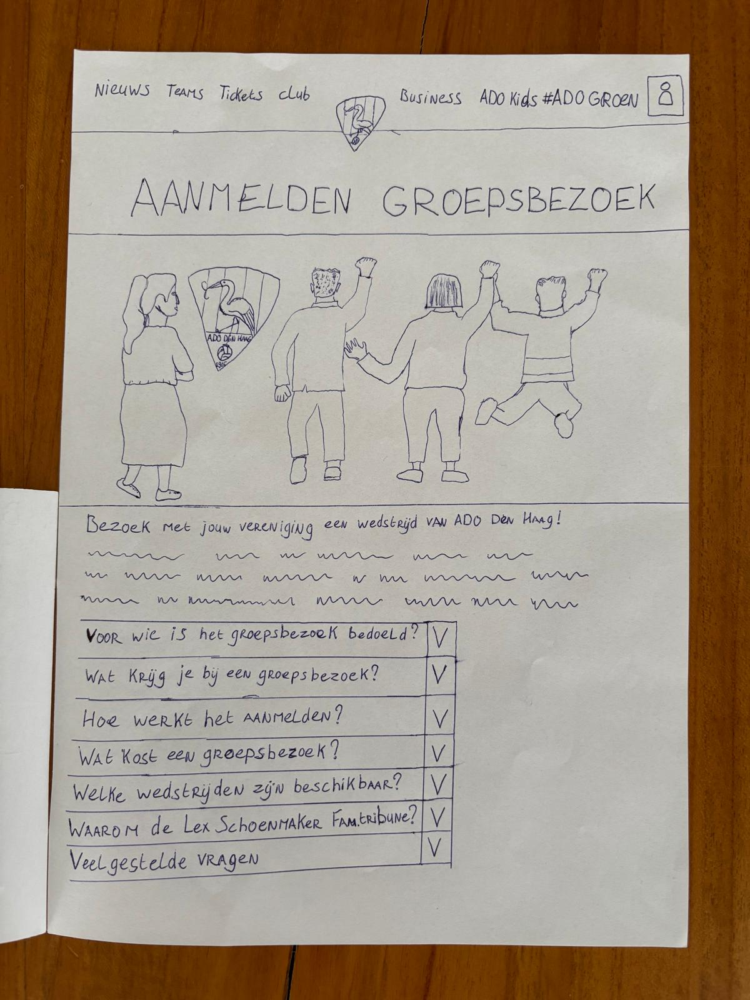 Nieuws Teams Tickets club Business ADO Kids #ADO GROEN
AANMELDEN GROEPSBEZOEK
ADO DEN HAAG
1905
Bezoek met jouw vereniging een wedstrijd van ADO Den Haag!
Voor wie is het groepsbezoek bedoeld? V
Wat krijg je bij een groepsbezoek? V
Hoe werkt het aanmelden? V
Wat kost een groepsbezoek? V
Welke wedstrijden zijn beschikbaar? V
Waarom de Lex Schoenmaker Fam.tribune? V
Veelgestelde vragen V